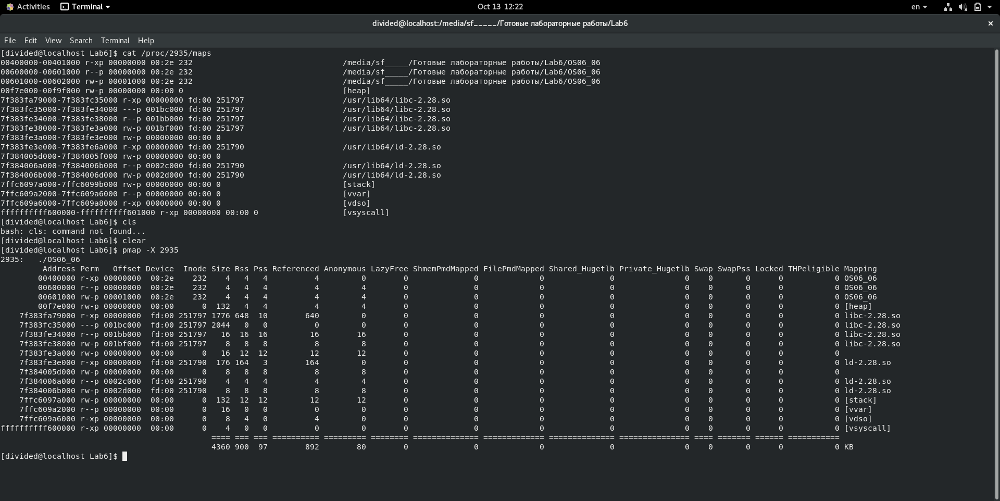 Activities Terminal Oct 13 12:22 en
divided@localhost:/media/sf_____/Готовые лабораторные работы/Lab6
File Edit View Search Terminal Help
[divided@localhost Lab6]$ cat /proc/2935/maps
00400000-00401000 r-xp 00000000 00:2e 232 /media/sf_____/Готовые лабораторные работы/Lab6/OS06_06
00600000-00601000 r--p 00000000 00:2e 232 /media/sf_____/Готовые лабораторные работы/Lab6/OS06_06
00601000-00602000 rw-p 00001000 00:2e 232 /media/sf_____/Готовые лабораторные работы/Lab6/OS06_06
00f7e000-00f9f000 rw-p 00000000 00:00 0 [heap]
7f383fa79000-7f383fc35000 r-xp 00000000 fd:00 251797 /usr/lib64/libc-2.28.so
7f383fc35000-7f383fe34000 ---p 001bc000 fd:00 251797 /usr/lib64/libc-2.28.so
7f383fe34000-7f383fe38000 r--p 001bb000 fd:00 251797 /usr/lib64/libc-2.28.so
7f383fe38000-7f383fe3a000 rw-p 001bf000 fd:00 251797 /usr/lib64/libc-2.28.so
7f383fe3a000-7f383fe3e000 rw-p 00000000 00:00 0
7f383fe3e000-7f383fe6a000 r-xp 00000000 fd:00 251790 /usr/lib64/ld-2.28.so
7f384005d000-7f384005f000 rw-p 00000000 00:00 0
7f384006a000-7f384006b000 r--p 0002c000 fd:00 251790 /usr/lib64/ld-2.28.so
7f384006b000-7f384006d000 rw-p 0002d000 fd:00 251790 /usr/lib64/ld-2.28.so
7ffc6097a000-7ffc6099b000 rw-p 00000000 00:00 0 [stack]
7ffc609a2000-7ffc609a6000 r--p 00000000 00:00 0 [vvar]
7ffc609a6000-7ffc609a8000 r-xp 00000000 00:00 0 [vdso]
ffffffffff600000-ffffffffff601000 r-xp 00000000 00:00 0 [vsyscall]
[divided@localhost Lab6]$ cls
bash: cls: command not found...
[divided@localhost Lab6]$ clear
[divided@localhost Lab6]$ pmap -X 2935
2935: ./OS06_06
Address Perm Offset Device Inode Size Rss Pss Referenced Anonymous LazyFree ShmemPmdMapped FilePmdMapped Shared_Hugetlb Private_Hugetlb Swap SwapPss Locked THPeligible Mapping
00400000 r-xp 00000000 00:2e 232 4 4 4 4 0 0 0 0 0 0 0 0 0 0 OS06_06
00600000 r--p 00000000 00:2e 232 4 4 4 4 4 0 0 0 0 0 0 0 0 0 OS06_06
00601000 rw-p 00001000 00:2e 232 4 4 4 4 4 0 0 0 0 0 0 0 0 0 OS06_06
00f7e000 rw-p 00000000 00:00 0 132 4 4 4 4 0 0 0 0 0 0 0 0 0 [heap]
7f383fa79000 r-xp 00000000 fd:00 251797 1776 648 10 640 0 0 0 0 0 0 0 0 0 0 libc-2.28.so
7f383fc35000 ---p 001bc000 fd:00 251797 2044 0 0 0 0 0 0 0 0 0 0 0 0 0 libc-2.28.so
7f383fe34000 r--p 001bb000 fd:00 251797 16 16 16 16 16 0 0 0 0 0 0 0 0 0 libc-2.28.so
7f383fe38000 rw-p 001bf000 fd:00 251797 8 8 8 8 8 0 0 0 0 0 0 0 0 0 libc-2.28.so
7f383fe3a000 rw-p 00000000 00:00 0 16 12 12 12 12 0 0 0 0 0 0 0 0 0
7f383fe3e000 r-xp 00000000 fd:00 251790 176 164 3 164 0 0 0 0 0 0 0 0 0 0 ld-2.28.so
7f384005d000 rw-p 00000000 00:00 0 8 8 8 8 8 0 0 0 0 0 0 0 0 0
7f384006a000 r--p 0002c000 fd:00 251790 4 4 4 4 4 0 0 0 0 0 0 0 0 0 ld-2.28.so
7f384006b000 rw-p 0002d000 fd:00 251790 8 8 8 8 8 0 0 0 0 0 0 0 0 0 ld-2.28.so
7ffc6097a000 rw-p 00000000 00:00 0 132 12 12 12 12 0 0 0 0 0 0 0 0 0 [stack]
7ffc609a2000 r--p 00000000 00:00 0 16 0 0 0 0 0 0 0 0 0 0 0 0 0 [vvar]
7ffc609a6000 r-xp 00000000 00:00 0 8 4 0 4 0 0 0 0 0 0 0 0 0 0 [vdso]
ffffffffff600000 r-xp 00000000 00:00 0 4 0 0 0 0 0 0 0 0 0 0 0 0 0 [vsyscall]
==== === === ========== ========= ======== ============== ============= ============== =============== ==== ======= ====== ===========
4360 900 97 892 80 0 0 0 0 0 0 0 0 0 KB
[divided@localhost Lab6]$